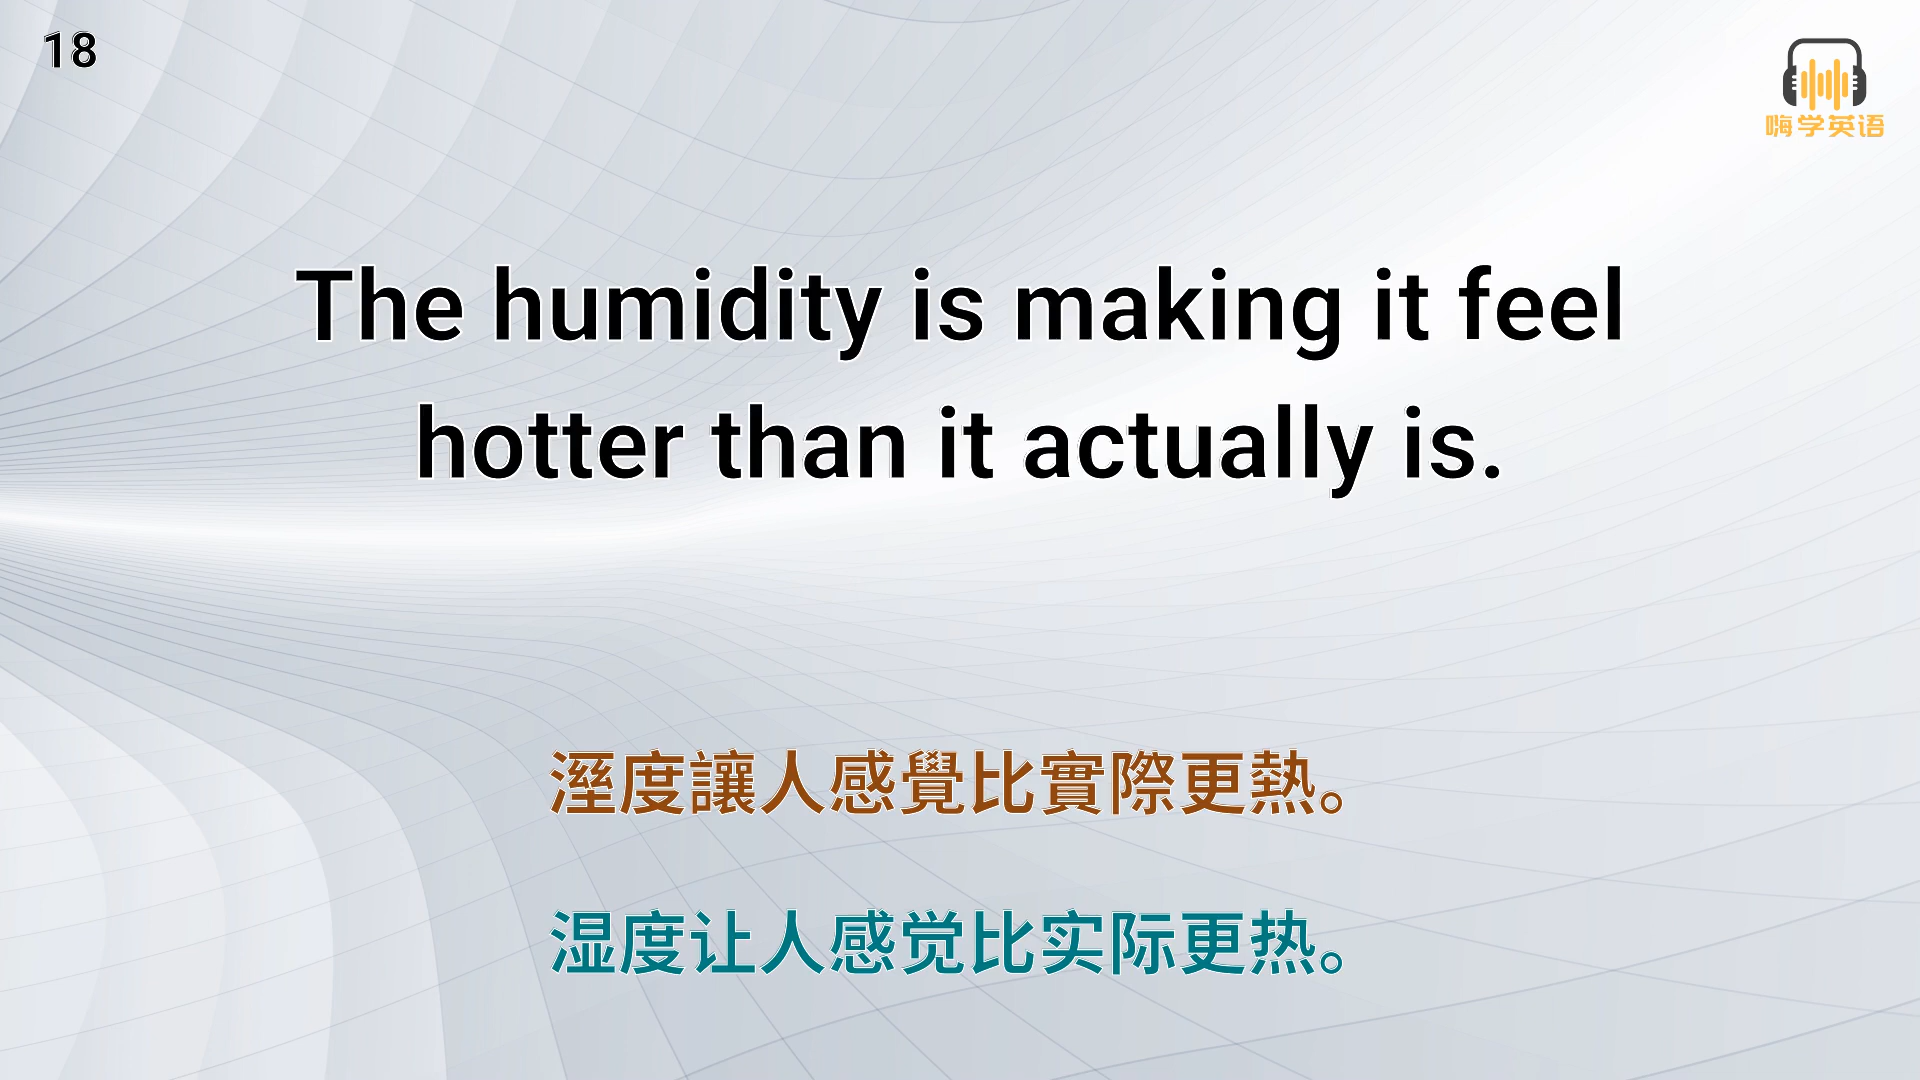 18
嗨学英语
The humidity is making it feel
hotter than it actually is.
溼度讓人感覺比實際更熱。
湿度让人感觉比实际更热。